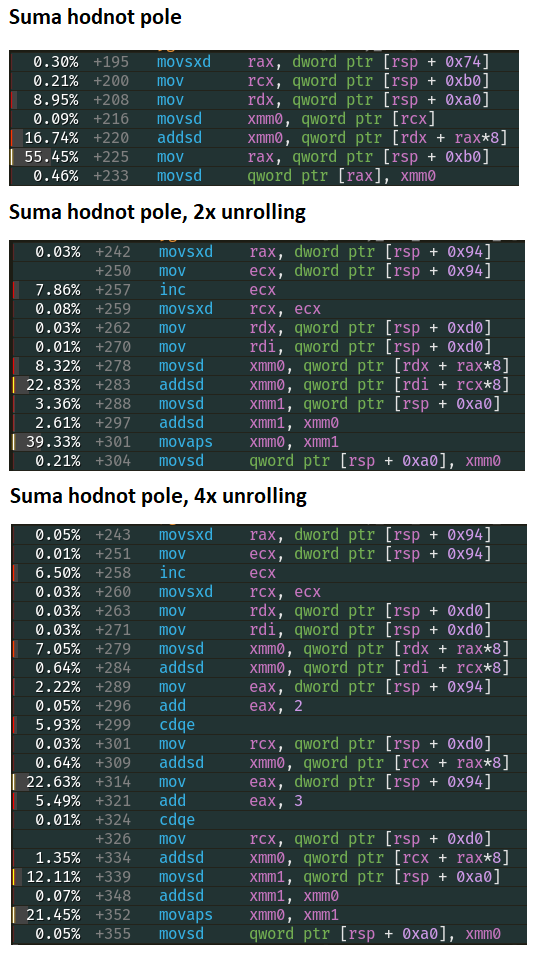 Suma hodnot pole
0.30% +195 movsxd rax, dword ptr [rsp + 0x74]
0.21% +200 mov rcx, qword ptr [rsp + 0xb0]
8.95% +208 mov rdx, qword ptr [rsp + 0xa0]
0.09% +216 movsd xmm0, qword ptr [rcx]
16.74% +220 addsd xmm0, qword ptr [rdx + rax*8]
55.45% +225 mov rax, qword ptr [rsp + 0xb0]
0.46% +233 movsd qword ptr [rax], xmm0
Suma hodnot pole, 2x unrolling
0.03% +242 movsxd rax, dword ptr [rsp + 0x94]
+250 mov ecx, dword ptr [rsp + 0x94]
7.86% +257 inc ecx
0.08% +259 movsxd rcx, ecx
0.03% +262 mov rdx, qword ptr [rsp + 0xd0]
0.01% +270 mov rdi, qword ptr [rsp + 0xd0]
8.32% +278 movsd xmm0, qword ptr [rdx + rax*8]
22.83% +283 addsd xmm0, qword ptr [rdi + rcx*8]
3.36% +288 movsd xmm1, qword ptr [rsp + 0xa0]
2.61% +297 addsd xmm1, xmm0
39.33% +301 movaps xmm0, xmm1
0.21% +304 movsd qword ptr [rsp + 0xa0], xmm0
Suma hodnot pole, 4x unrolling
0.05% +243 movsxd rax, dword ptr [rsp + 0x94]
0.01% +251 mov ecx, dword ptr [rsp + 0x94]
6.50% +258 inc ecx
0.03% +260 movsxd rcx, ecx
0.03% +263 mov rdx, qword ptr [rsp + 0xd0]
0.03% +271 mov rdi, qword ptr [rsp + 0xd0]
7.05% +279 movsd xmm0, qword ptr [rdx + rax*8]
0.64% +284 addsd xmm0, qword ptr [rdi + rcx*8]
2.22% +289 mov eax, dword ptr [rsp + 0x94]
0.05% +296 add eax, 2
5.93% +299 cdqe
0.03% +301 mov rcx, qword ptr [rsp + 0xd0]
0.64% +309 addsd xmm0, qword ptr [rcx + rax*8]
22.63% +314 mov eax, dword ptr [rsp + 0x94]
5.49% +321 add eax, 3
0.01% +324 cdqe
+326 mov rcx, qword ptr [rsp + 0xd0]
1.35% +334 addsd xmm0, qword ptr [rcx + rax*8]
12.11% +339 movsd xmm1, qword ptr [rsp + 0xa0]
0.07% +348 addsd xmm1, xmm0
21.45% +352 movaps xmm0, xmm1
0.05% +355 movsd qword ptr [rsp + 0xa0], xmm0